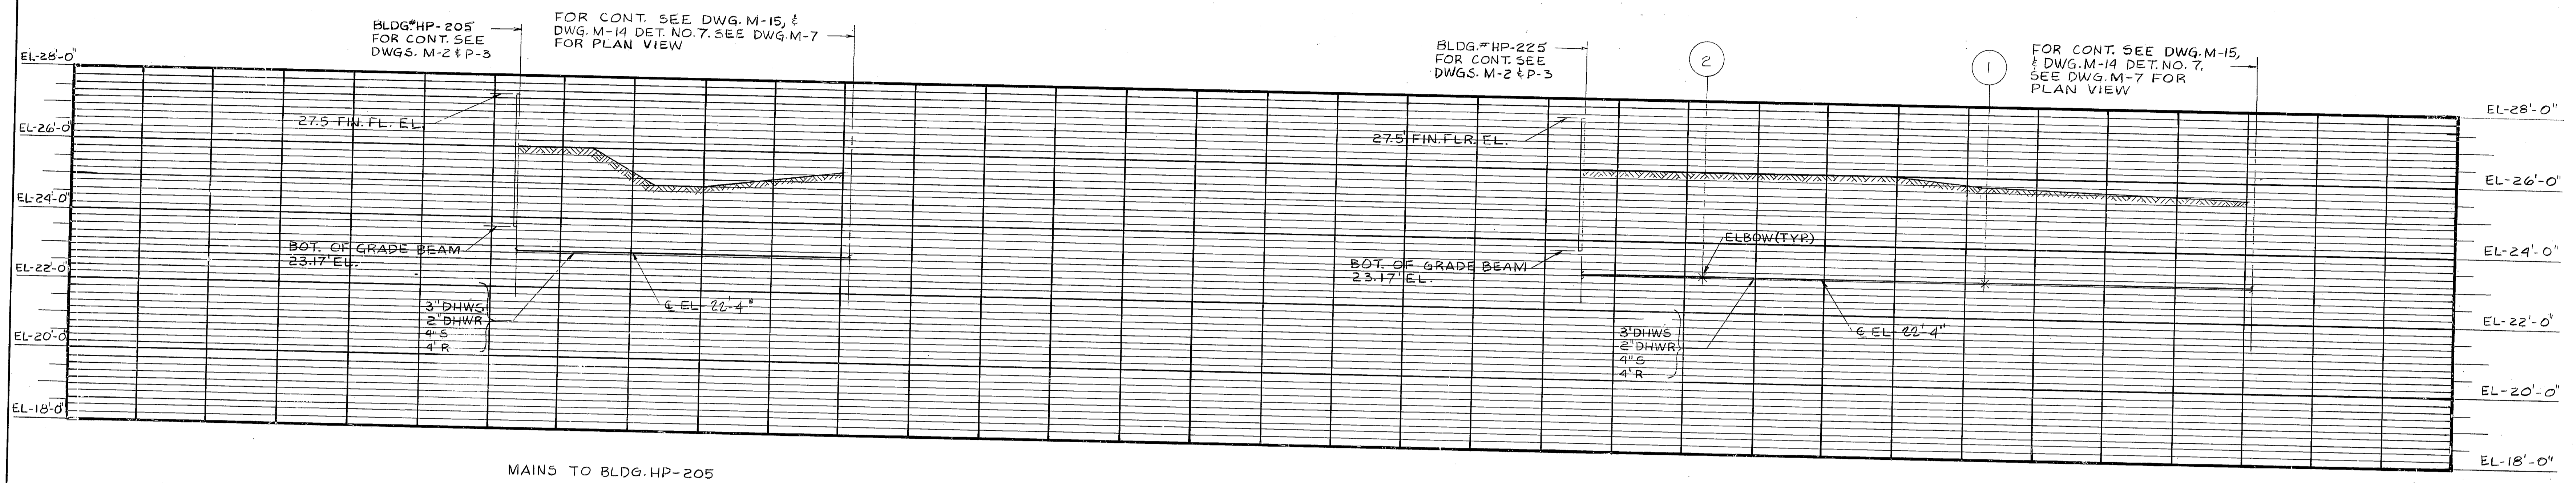 BLDG.#HP-205
FOR CONT. SEE
DWGS. M-2 & P-3
FOR CONT. SEE DWG. M-15, &
DWG. M-14 DET. NO. 7. SEE DWG. M-7
FOR PLAN VIEW
BLDG.#HP-225
FOR CONT. SEE
DWGS. M-2 & P-3
2
1
FOR CONT. SEE DWG. M-15,
& DWG. M-14 DET. NO. 7.
SEE DWG. M-7 FOR
PLAN VIEW
EL-28'-0"
EL-26'-0"
EL-24'-0"
EL-22'-0"
EL-20'-0"
EL-18'-0"
27.5 FIN. FL. EL.
BOT. OF GRADE BEAM
23.17' EL.
3" DHWS
2" DHWR
4" S
4" R
℄ EL-22'-4"
27.5' FIN. FLR. EL.
BOT. OF GRADE BEAM
23.17' EL.
ELBOW (TYP.)
3" DHWS
2" DHWR
4" S
4" R
℄ EL-22'-4"
EL-28'-0"
EL-26'-0"
EL-24'-0"
EL-22'-0"
EL-20'-0"
EL-18'-0"
MAINS TO BLDG. HP-205